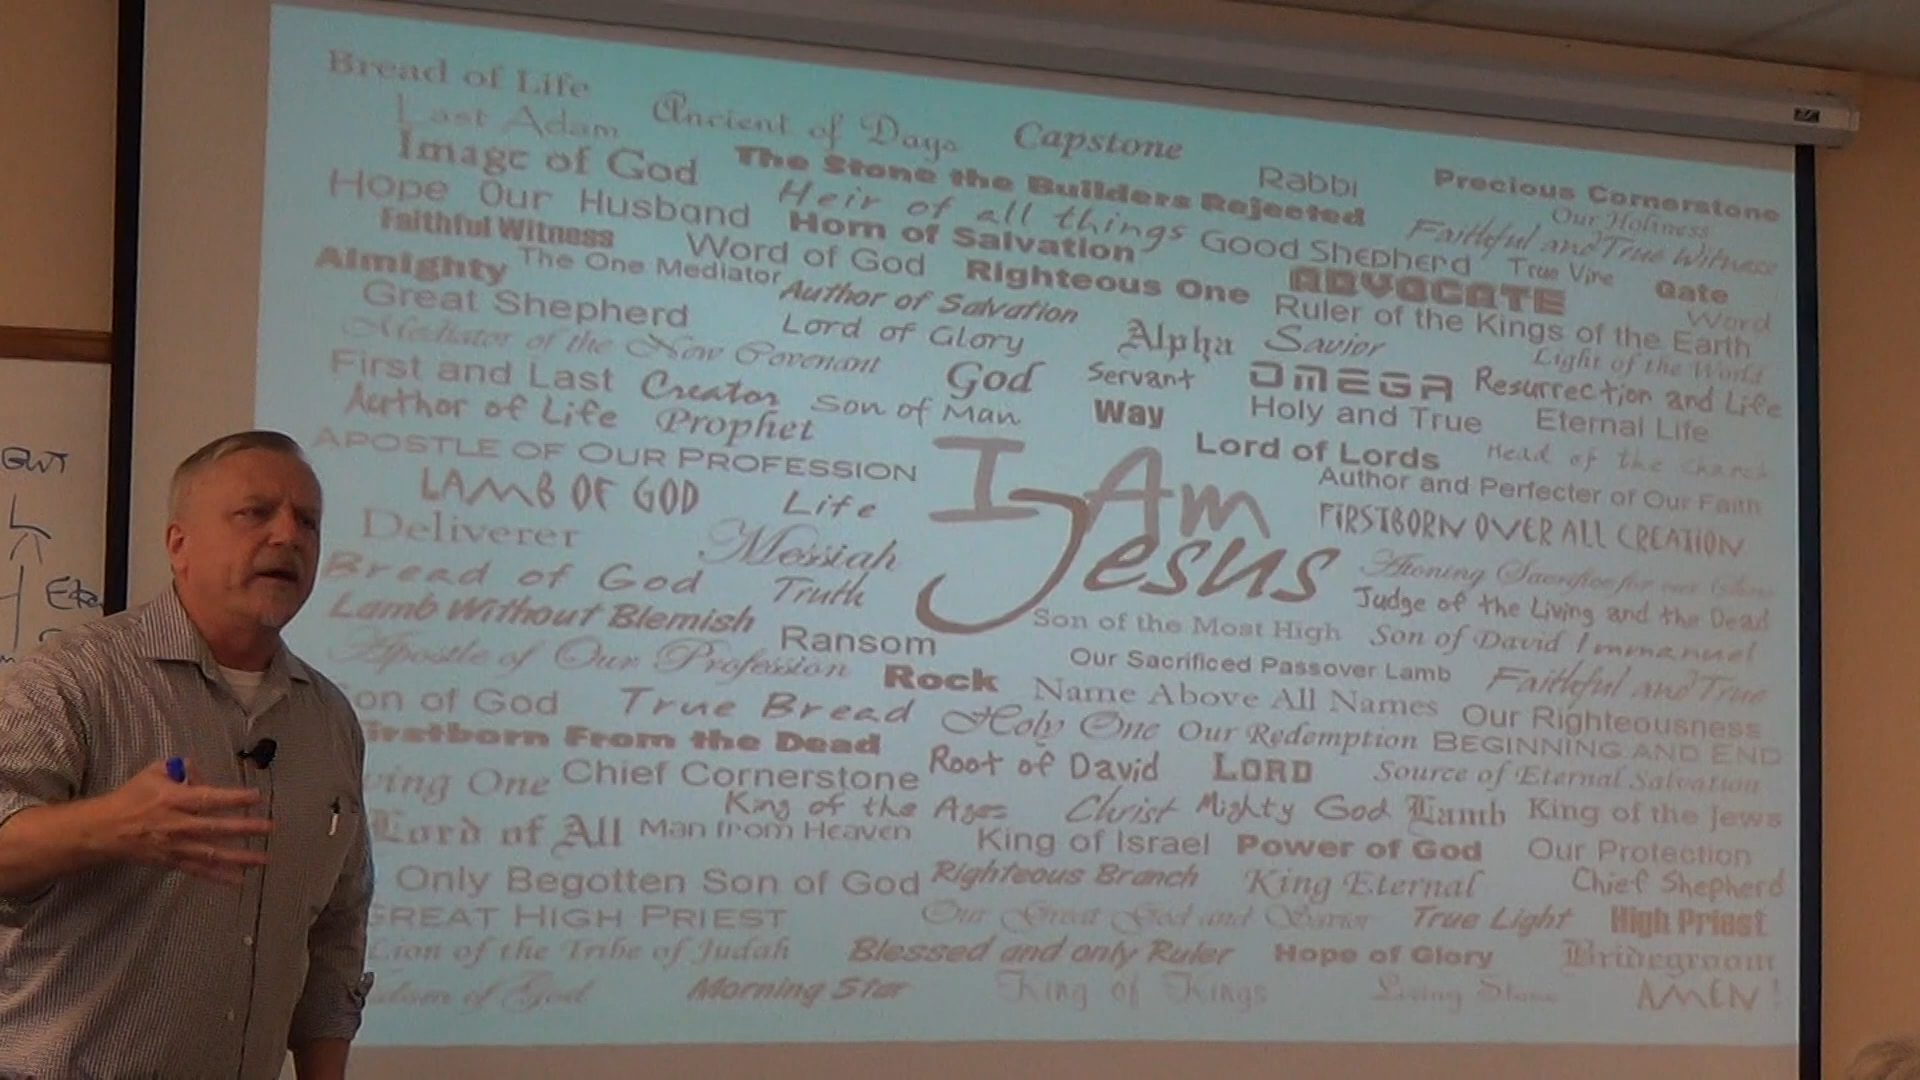 Bread of Life
Last Adam
Ancient of Days
Capstone
Image of God
The Stone the Builders Rejected
Rabbi
Precious Cornerstone
Hope
Our Husband
Heir of all things
Our Holiness
Faithful Witness
Horn of Salvation
Good Shepherd
Faithful and True Witness
Almighty
The One Mediator
Word of God
Righteous One
ADVOCATE
True Vine
Gate
Great Shepherd
Author of Salvation
Ruler of the Kings of the Earth
Word
Mediator of the New Covenant
Lord of Glory
Alpha
Savior
Light of the World
First and Last
Creator
God
Servant
OMEGA
Resurrection and Life
Author of Life
Prophet
Son of Man
Way
Holy and True
Eternal Life
APOSTLE OF OUR PROFESSION
I Am
Jesus
Lord of Lords
Head of the Church
LAMB OF GOD
Life
Author and Perfecter of Our Faith
Deliverer
Messiah
FIRSTBORN OVER ALL CREATION
Bread of God
Truth
Atoning Sacrifice for our
Lamb Without Blemish
Ransom
Judge of the Living and the Dead
Son of the Most High
Son of David
Immanuel
Apostle of Our Profession
Rock
Our Sacrificed Passover Lamb
Faithful and True
on of God
True Bread
Name Above All Names
Our Righteousness
irstborn From the Dead
Holy One
Our Redemption
BEGINNING AND END
ving One
Chief Cornerstone
Root of David
LORD
Source of Eternal Salvation
King of the Ages
Christ
Mighty God
Lamb
King of the Jews
Lord of All
Man from Heaven
King of Israel
Power of God
Our Protection
Only Begotten Son of God
Righteous Branch
King Eternal
Chief Shepherd
GREAT HIGH PRIEST
Our Great God and Savior
True Light
High Priest
Lion of the Tribe of Judah
Blessed and only Ruler
Hope of Glory
Bridegroom
dom of God
Morning Star
King of Kings
Living Stone
AMEN!